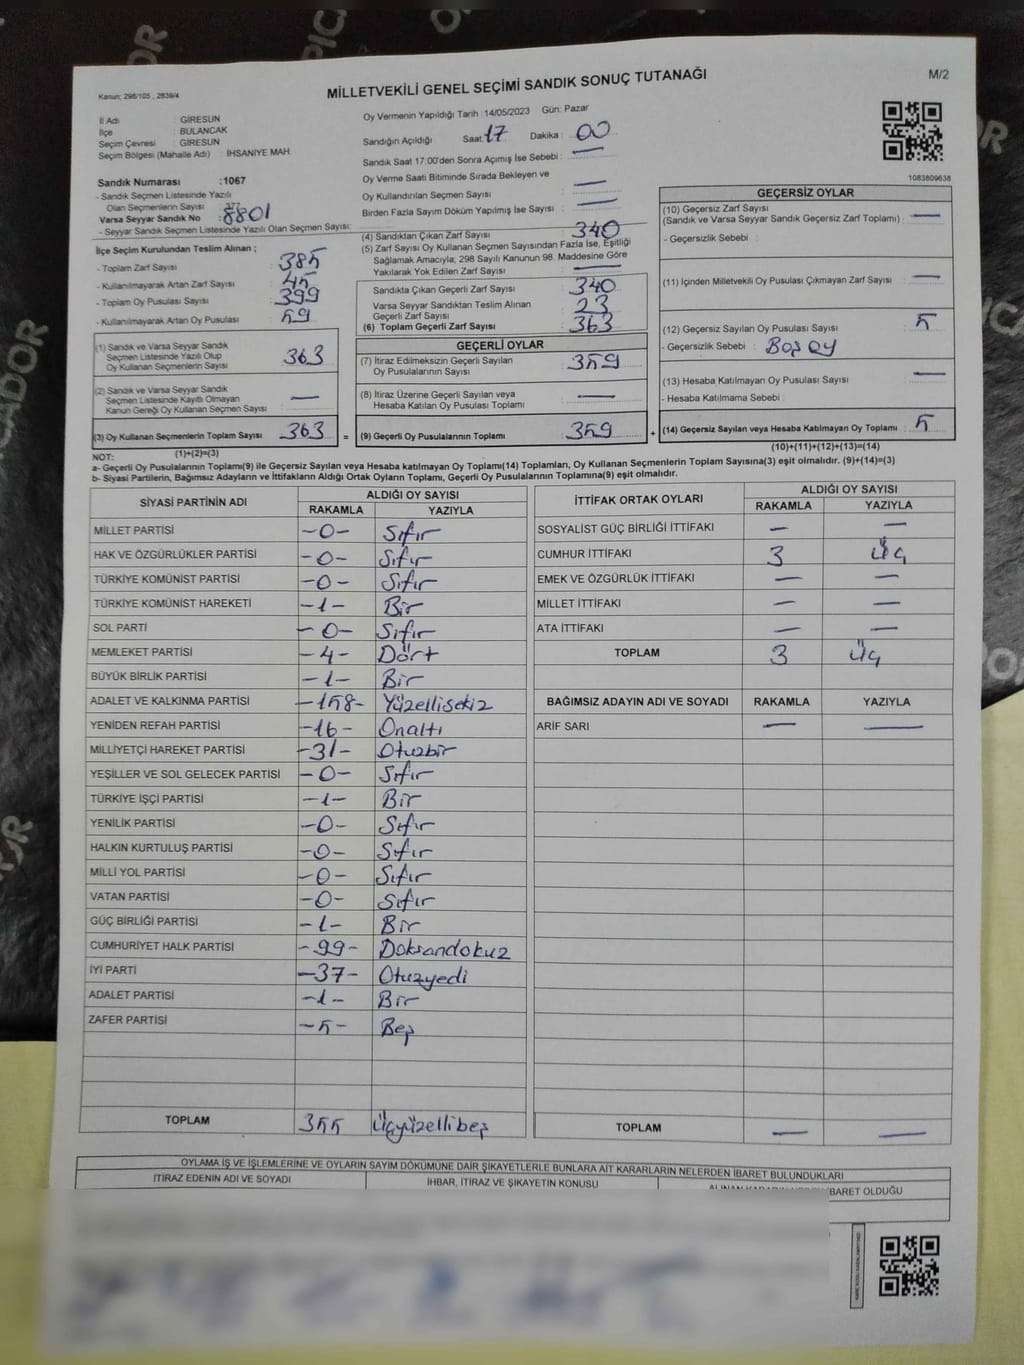 MİLLETVEKİLİ GENEL SEÇİMİ SANDIK SONUÇ TUTANAĞI
M/2
Kanun; 298/105 , 2839/4
İl Adı : GİRESUN
İlçe : BULANCAK
Seçim Çevresi : GİRESUN
Seçim Bölgesi (Mahalle Adı) : İHSANİYE MAH.
Sandık Numarası :1067
- Sandık Seçmen Listesinde Yazılı
Olan Seçmenlerin Sayısı : 377
Varsa Seyyar Sandık No : 8801
- Seyyar Sandık Seçmen Listesinde Yazılı Olan Seçmen Sayısı:
Oy Vermenin Yapıldığı Tarih :14/05/2023 Gün: Pazar
Sandığın Açıldığı Saat: 17 Dakika : 00
Sandık Saat 17:00'den Sonra Açımış İse Sebebi : —
Oy Verme Saati Bitiminde Sırada Bekleyen ve
Oy Kullandırılan Seçmen Sayısı : —
Birden Fazla Sayım Döküm Yapılmış İse Sayısı : —
1083809638
İlçe Seçim Kurulundan Teslim Alınan ;
- Toplam Zarf Sayısı : 385
- Kullanılmayarak Artan Zarf Sayısı : 45
- Toplam Oy Pusulası Sayısı : 399
- Kullanılmayarak Artan Oy Pusulası : 59
(4) Sandıktan Çıkan Zarf Sayısı : 340
(5) Zarf Sayısı Oy Kullanan Seçmen Sayısından Fazla İse, Eşitliği
Sağlamak Amacıyla; 298 Sayılı Kanunun 98. Maddesine Göre
Yakılarak Yok Edilen Zarf Sayısı : —
Sandıkta Çıkan Geçerli Zarf Sayısı : 340
Varsa Seyyar Sandıktan Teslim Alınan
Geçerli Zarf Sayısı : 23
(6) Toplam Geçerli Zarf Sayısı : 363
GEÇERSİZ OYLAR
(10) Geçersiz Zarf Sayısı
(Sandık ve Varsa Seyyar Sandık Geçersiz Zarf Toplamı) : —
- Geçersizlik Sebebi :
(11) İçinden Milletvekili Oy Pusulası Çıkmayan Zarf Sayısı : —
(12) Geçersiz Sayılan Oy Pusulası Sayısı : 5
- Geçersizlik Sebebi : Boş oy
(13) Hesaba Katılmayan Oy Pusulası Sayısı : —
- Hesaba Katılmama Sebebi :
(14) Geçersiz Sayılan veya Hesaba Katılmayan Oy Toplamı : 5
(10)+(11)+(12)+(13)=(14)
(1) Sandık ve Varsa Seyyar Sandık
Seçmen Listesinde Yazılı Olup
Oy Kullanan Seçmenlerin Sayısı : 363
(2) Sandık ve Varsa Seyyar Sandık
Seçmen Listesinde Kayıtlı Olmayan
Kanun Gereği Oy Kullanan Seçmen Sayısı : —
(3) Oy Kullanan Seçmenlerin Toplam Sayısı : 363 =
(1)+(2)=(3)
GEÇERLİ OYLAR
(7) İtiraz Edilmeksizin Geçerli Sayılan
Oy Pusulalarının Sayısı : 359
(8) İtiraz Üzerine Geçerli Sayılan veya
Hesaba Katılan Oy Pusulası Toplamı : —
(9) Geçerli Oy Pusulalarının Toplamı : 359 +
NOT:
a- Geçerli Oy Pusulalarının Toplamı(9) ile Geçersiz Sayılan veya Hesaba katılmayan Oy Toplamı(14) Toplamları, Oy Kullanan Seçmenlerin Toplam Sayısına(3) eşit olmalıdır. (9)+(14)=(3)
b- Siyasi Partilerin, Bağımsız Adayların ve İttifakların Aldığı Ortak Oyların Toplamı, Geçerli Oy Pusulalarının Toplamına(9) eşit olmalıdır.
SİYASİ PARTİNİN ADI ALDIĞI OY SAYISI
RAKAMLA YAZIYLA
MİLLET PARTİSİ -0- Sıfır
HAK VE ÖZGÜRLÜKLER PARTİSİ -0- Sıfır
TÜRKİYE KOMÜNİST PARTİSİ -0- Sıfır
TÜRKİYE KOMÜNİST HAREKETİ -1- Bir
SOL PARTİ -0- Sıfır
MEMLEKET PARTİSİ -4- Dört
BÜYÜK BİRLİK PARTİSİ -1- Bir
ADALET VE KALKINMA PARTİSİ -158- Yüzellisekiz
YENİDEN REFAH PARTİSİ -16- Onaltı
MİLLİYETÇİ HAREKET PARTİSİ -31- Otuzbir
YEŞİLLER VE SOL GELECEK PARTİSİ -0- Sıfır
TÜRKİYE İŞÇİ PARTİSİ -1- Bir
YENİLİK PARTİSİ -0- Sıfır
HALKIN KURTULUŞ PARTİSİ -0- Sıfır
MİLLİ YOL PARTİSİ -0- Sıfır
VATAN PARTİSİ -0- Sıfır
GÜÇ BİRLİĞİ PARTİSİ -1- Bir
CUMHURİYET HALK PARTİSİ -99- Doksandokuz
İYİ PARTİ -37- Otuzyedi
ADALET PARTİSİ -1- Bir
ZAFER PARTİSİ -5- Beş
TOPLAM 355 Üçyüzellibeş
İTTİFAK ORTAK OYLARI ALDIĞI OY SAYISI
RAKAMLA YAZIYLA
SOSYALİST GÜÇ BİRLİĞİ İTTİFAKI — —
CUMHUR İTTİFAKI 3 Üç
EMEK VE ÖZGÜRLÜK İTTİFAKI — —
MİLLET İTTİFAKI — —
ATA İTTİFAKI — —
TOPLAM 3 Üç
BAĞIMSIZ ADAYIN ADI VE SOYADI RAKAMLA YAZIYLA
ARİF SARI — —
TOPLAM — —
OYLAMA İŞ VE İŞLEMLERİNE VE OYLARIN SAYIM DÖKÜMÜNE DAİR ŞİKAYETLERLE BUNLARA AİT KARARLARIN NELERDEN İBARET BULUNDUKLARI
İTİRAZ EDENİN ADI VE SOYADI
İHBAR, İTİRAZ VE ŞİKAYETİN KONUSU
İBARET OLDUĞU